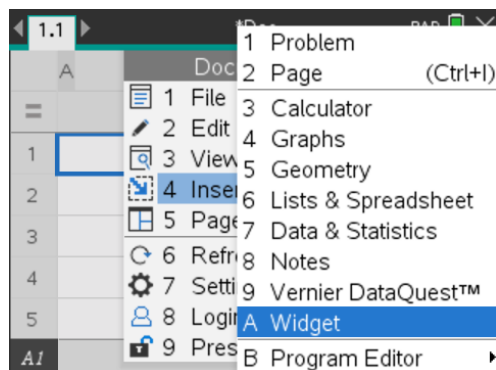 1.1
1 Problem
2 Page (Ctrl+I)
3 Calculator
4 Graphs
5 Geometry
6 Lists & Spreadsheet
7 Data & Statistics
8 Notes
9 Vernier DataQuest™
A Widget
B Program Editor
Doc
1 File
2 Edit
3 View
4 Inser
5 Page
6 Refr
7 Setti
8 Login
9 Pres
A
=
1
2
3
4
5
A1